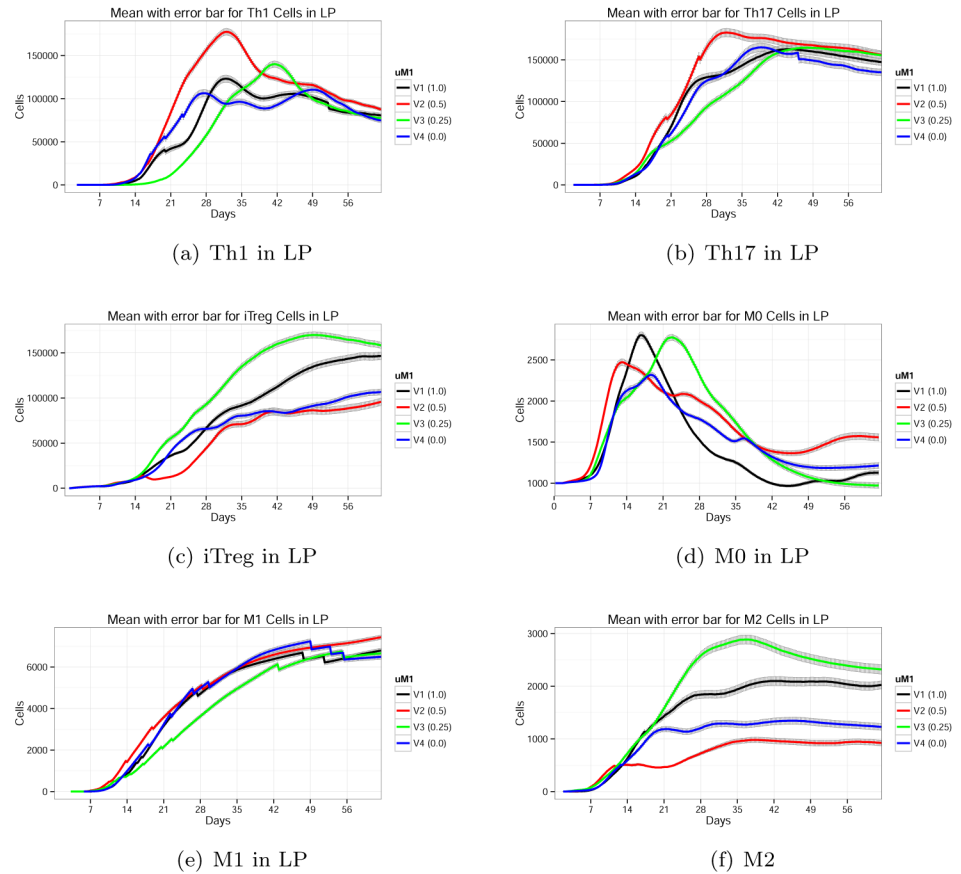 Mean with error bar for Th1 Cells in LP
Cells
150000
100000
50000
0
7 14 21 28 35 42 49 56
Days
uM1
V1 (1.0)
V2 (0.5)
V3 (0.25)
V4 (0.0)
(a) Th1 in LP
Mean with error bar for Th17 Cells in LP
Cells
150000
100000
50000
0
7 14 21 28 35 42 49 56
Days
uM1
V1 (1.0)
V2 (0.5)
V3 (0.25)
V4 (0.0)
(b) Th17 in LP
Mean with error bar for iTreg Cells in LP
Cells
150000
100000
50000
0
7 14 21 28 35 42 49 56
Days
uM1
V1 (1.0)
V2 (0.5)
V3 (0.25)
V4 (0.0)
(c) iTreg in LP
Mean with error bar for M0 Cells in LP
Cells
2500
2000
1500
1000
0 7 14 21 28 35 42 49 56
Days
uM1
V1 (1.0)
V2 (0.5)
V3 (0.25)
V4 (0.0)
(d) M0 in LP
Mean with error bar for M1 Cells in LP
Cells
6000
4000
2000
0
7 14 21 28 35 42 49 56
Days
uM1
V1 (1.0)
V2 (0.5)
V3 (0.25)
V4 (0.0)
(e) M1 in LP
Mean with error bar for M2 Cells in LP
Cells
3000
2000
1000
0
7 14 21 28 35 42 49 56
Days
uM1
V1 (1.0)
V2 (0.5)
V3 (0.25)
V4 (0.0)
(f) M2